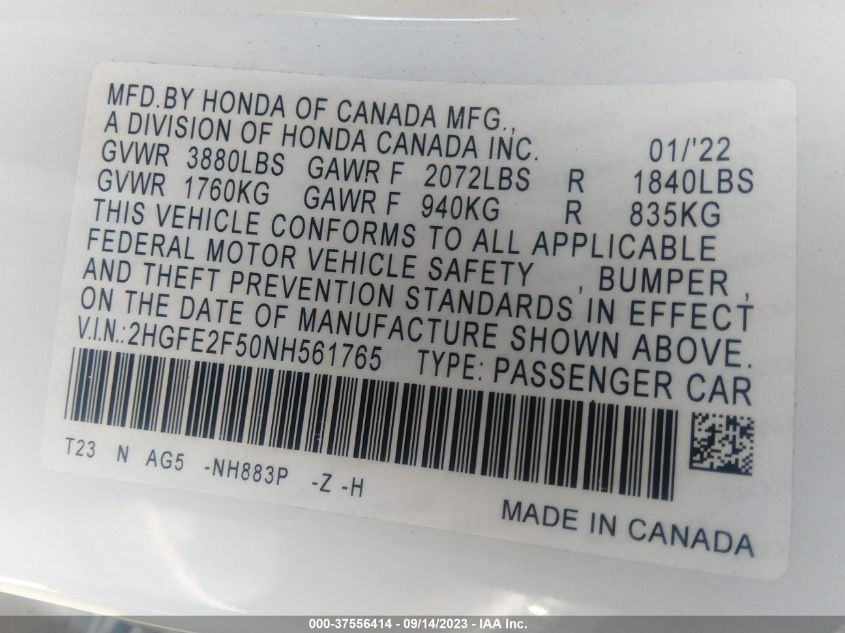 MFD.BY HONDA OF CANADA MFG.,
A DIVISION OF HONDA CANADA INC. 01/'22
GVWR 3880LBS GAWR F 2072LBS R 1840LBS
GVWR 1760KG GAWR F 940KG R 835KG
THIS VEHICLE CONFORMS TO ALL APPLICABLE
FEDERAL MOTOR VEHICLE SAFETY , BUMPER ,
AND THEFT PREVENTION STANDARDS IN EFFECT
ON THE DATE OF MANUFACTURE SHOWN ABOVE.
V.I.N.:2HGFE2F50NH561765 TYPE: PASSENGER CAR
T23 N AG5 -NH883P -Z -H
MADE IN CANADA
000-37556414 - 09/14/2023 - IAA Inc.